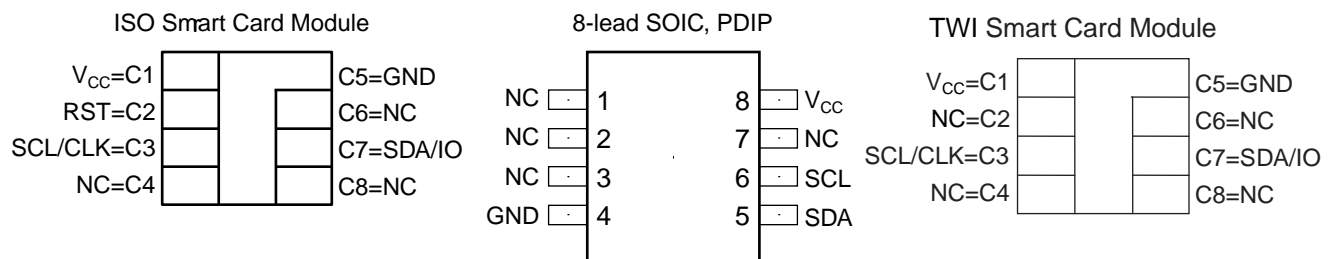 ISO Smart Card Module
V_CC=C1
C5=GND
RST=C2
C6=NC
SCL/CLK=C3
C7=SDA/IO
NC=C4
C8=NC
8-lead SOIC, PDIP
NC 1 8 V_CC
NC 2 7 NC
NC 3 6 SCL
GND 4 5 SDA
TWI Smart Card Module
V_CC=C1
C5=GND
NC=C2
C6=NC
SCL/CLK=C3
C7=SDA/IO
NC=C4
C8=NC